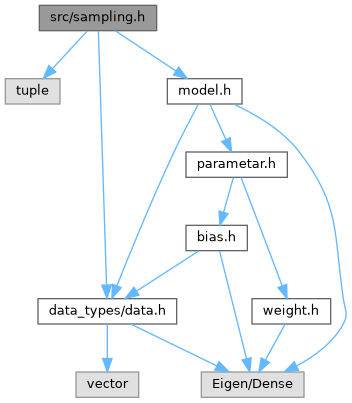 src/sampling.h
tuple
model.h
parametar.h
bias.h
data_types/data.h
weight.h
vector
Eigen/Dense